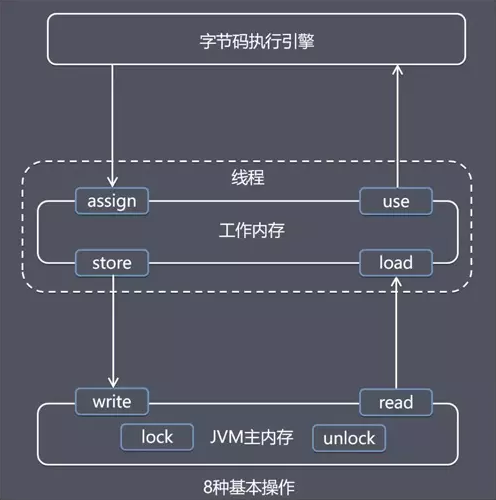 字节码执行引擎
线程
assign
use
工作内存
store
load
write
read
lock
JVM主内存
unlock
8种基本操作